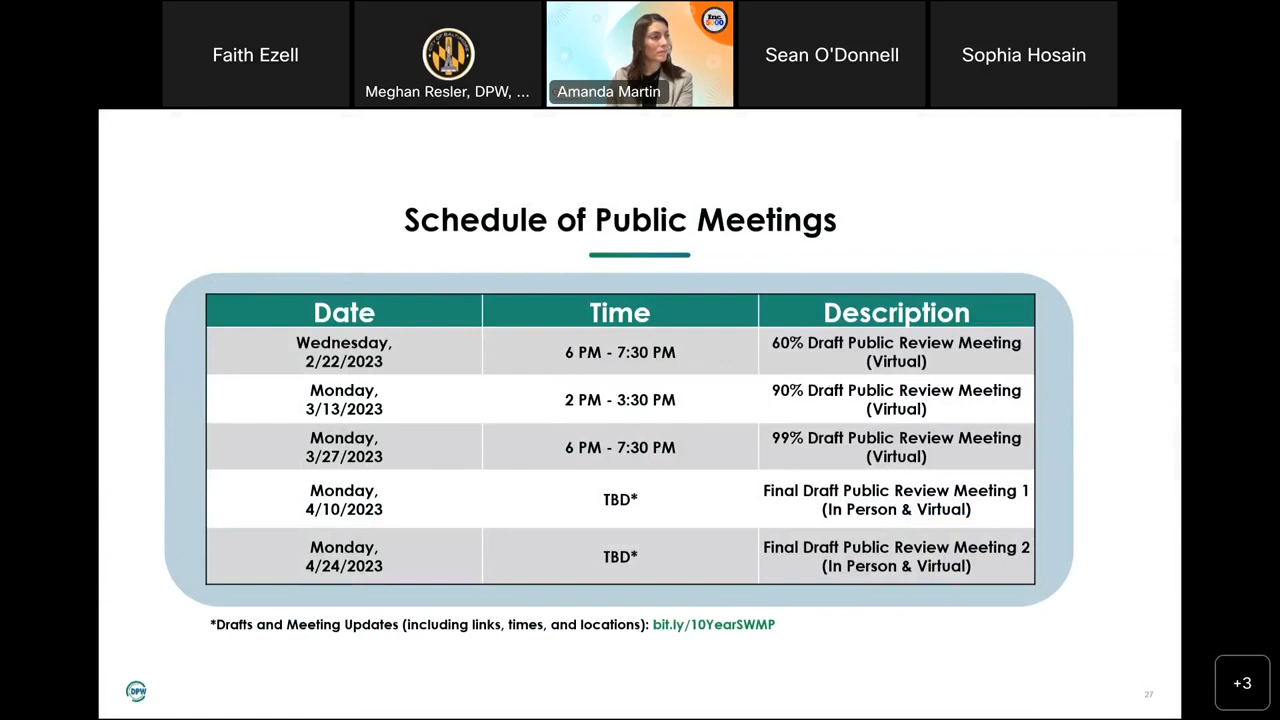 Faith Ezell
Meghan Resler, DPW, ...
Inc.
5000
Amanda Martin
Sean O'Donnell
Sophia Hosain
Schedule of Public Meetings
Date Time Description
Wednesday,
2/22/2023
6 PM - 7:30 PM
60% Draft Public Review Meeting
(Virtual)
Monday,
3/13/2023
2 PM - 3:30 PM
90% Draft Public Review Meeting
(Virtual)
Monday,
3/27/2023
6 PM - 7:30 PM
99% Draft Public Review Meeting
(Virtual)
Monday,
4/10/2023
TBD*
Final Draft Public Review Meeting 1
(In Person & Virtual)
Monday,
4/24/2023
TBD*
Final Draft Public Review Meeting 2
(In Person & Virtual)
*Drafts and Meeting Updates (including links, times, and locations): bit.ly/10YearSWMP
DPW
27
+3